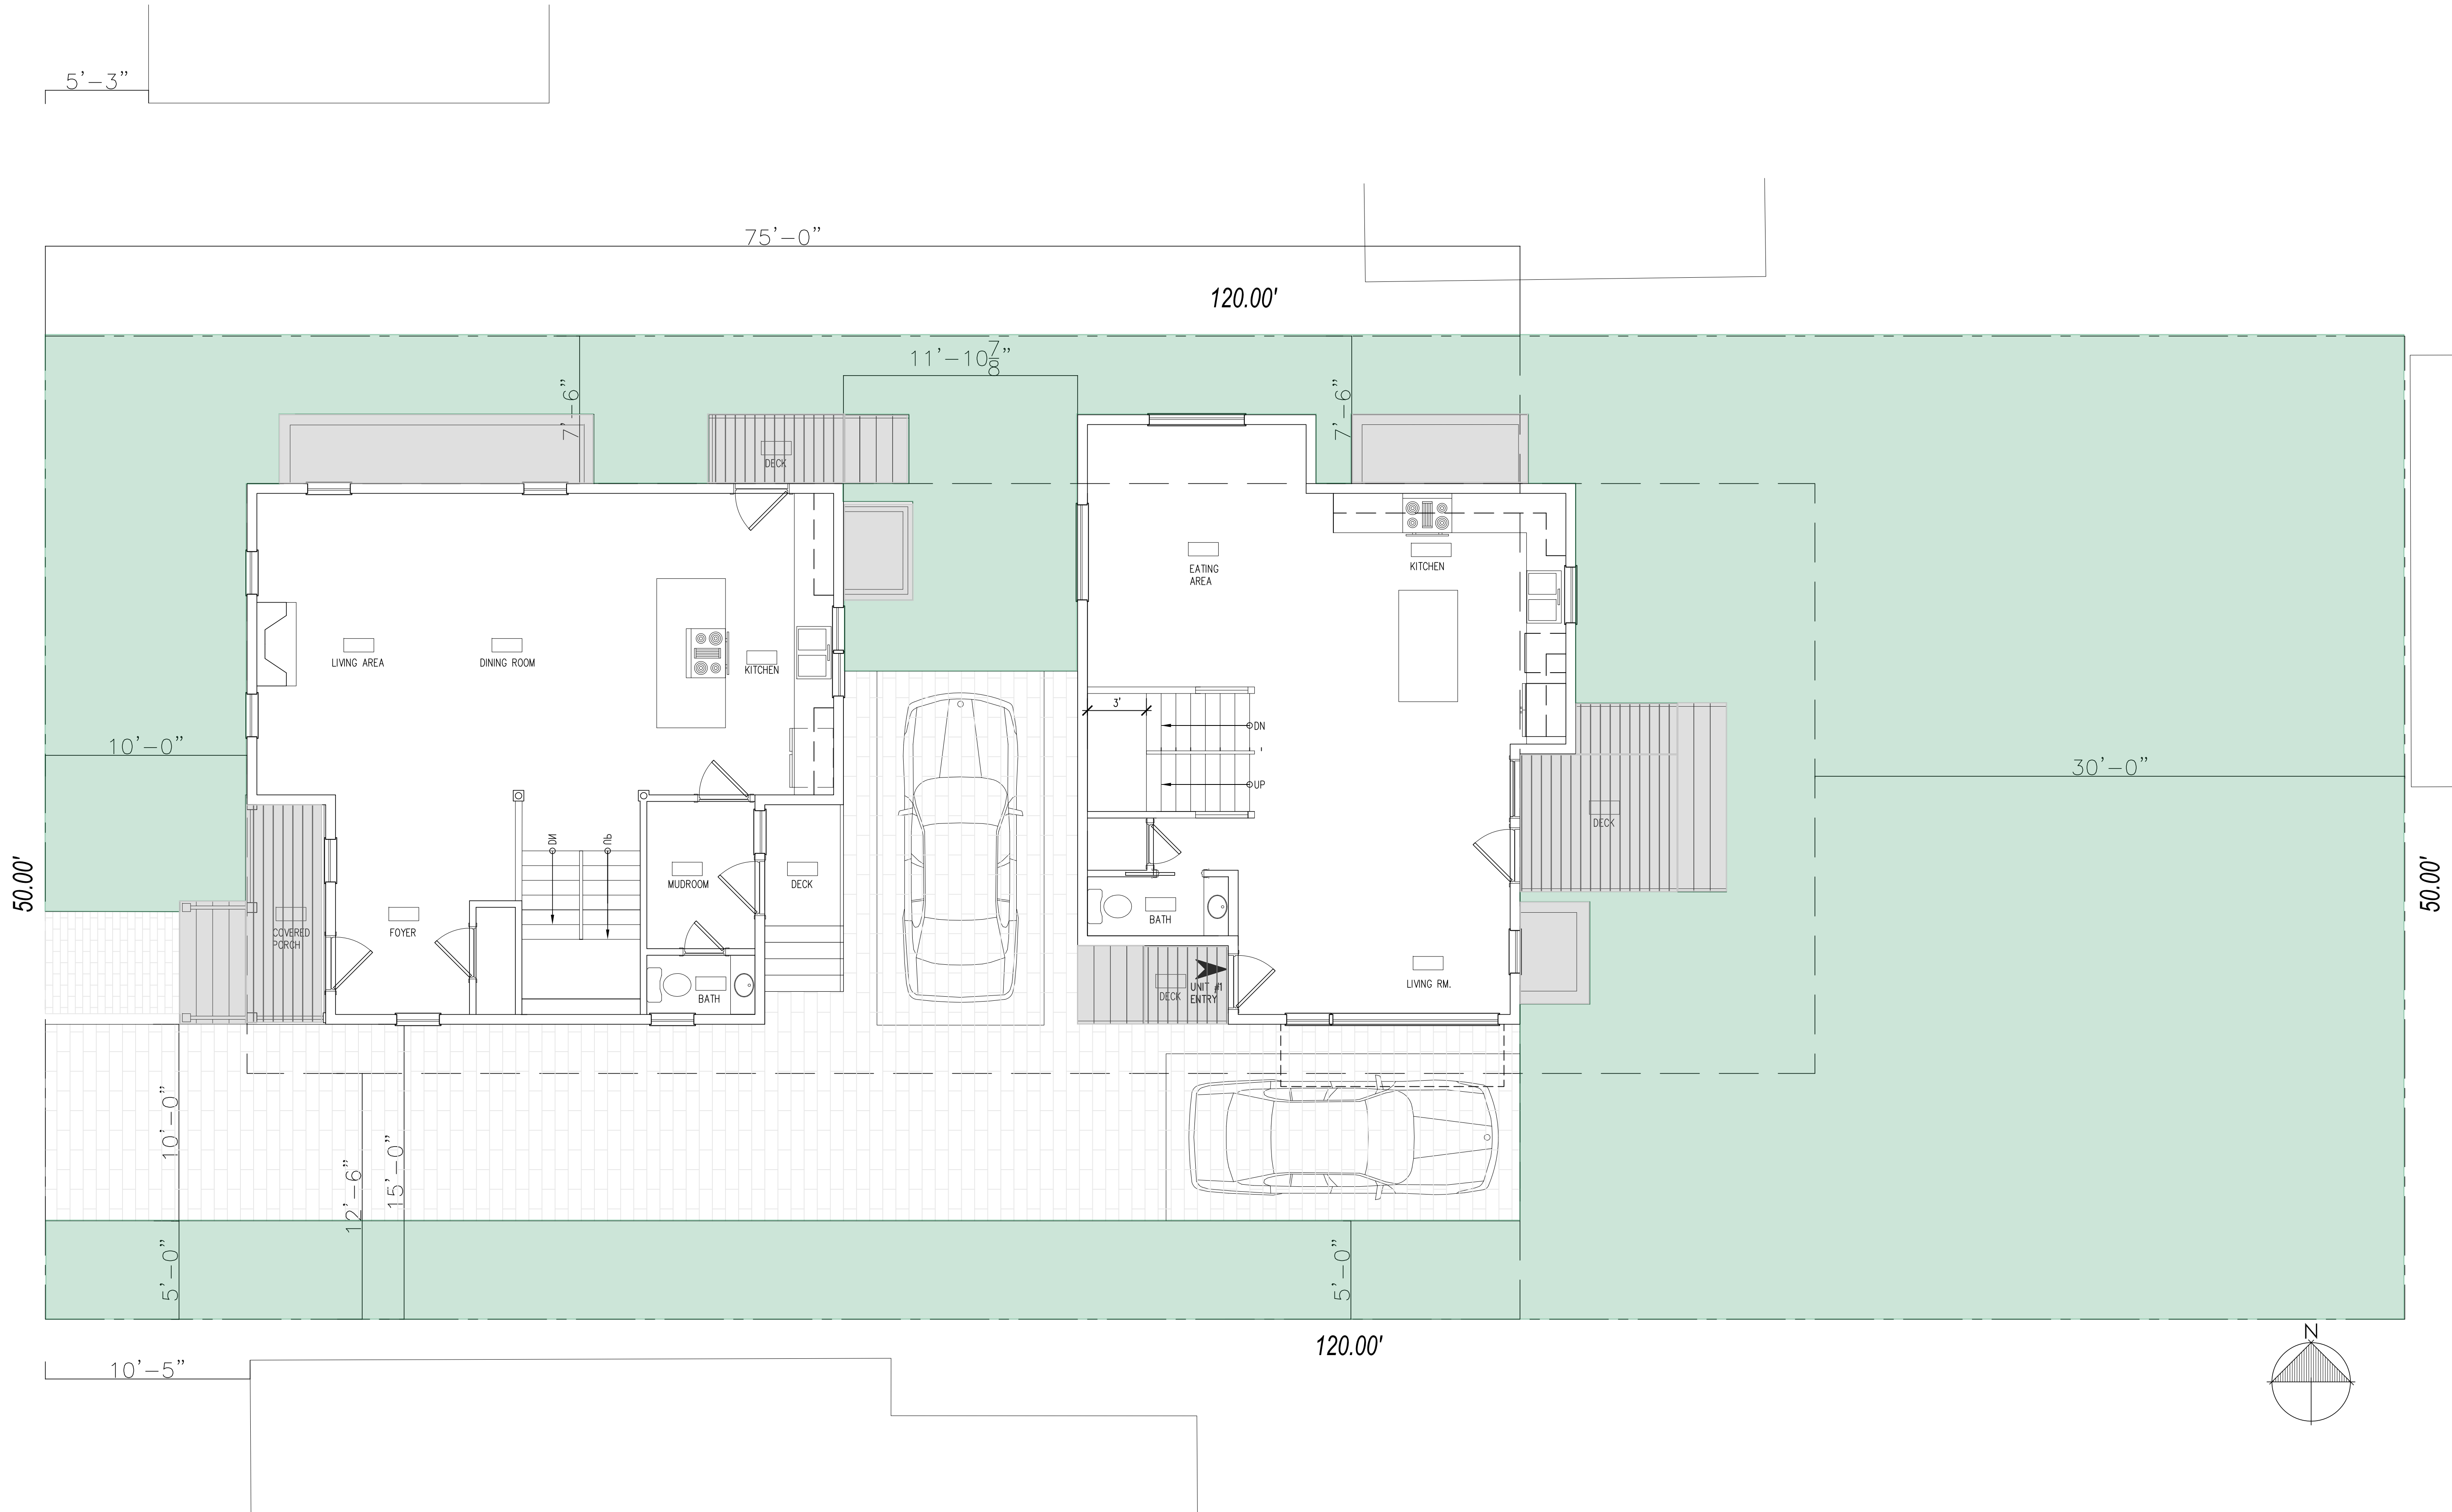 5'-3"
75'-0"
120.00'
11'-10 7/8"
7'-6"
7'-6"
DECK
EATING
AREA
KITCHEN
LIVING AREA
DINING ROOM
KITCHEN
3'
DN
UP
10'-0"
30'-0"
DECK
DN
UP
MUDROOM
DECK
50.00'
50.00'
COVERED
PORCH
FOYER
BATH
BATH
DECK
UNIT #1
ENTRY
LIVING RM.
10'-0"
12'-6"
15'-0"
5'-0"
5'-0"
120.00'
N
10'-5"